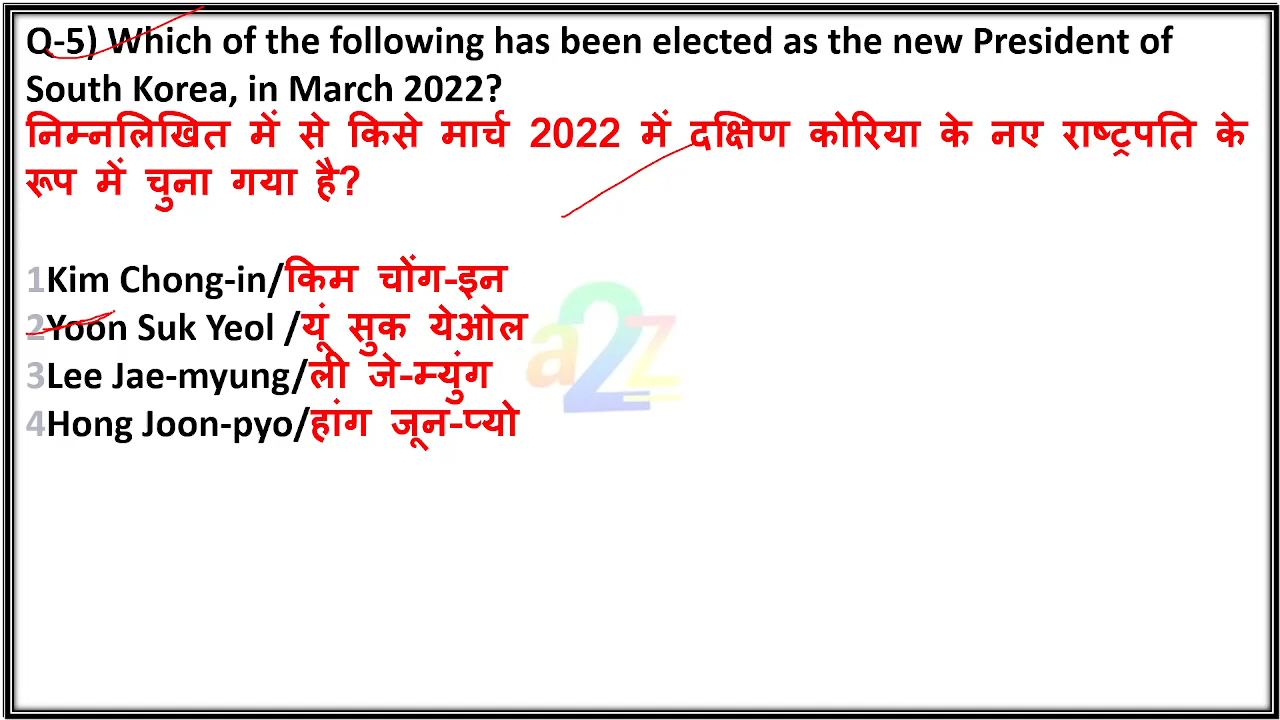 Q-5) Which of the following has been elected as the new President of
South Korea, in March 2022?
निम्नलिखित में से किसे मार्च 2022 में दक्षिण कोरिया के नए राष्ट्रपति के
रूप में चुना गया है?
1Kim Chong-in/किम चोंग-इन
2Yoon Suk Yeol /यूं सुक येओल
3Lee Jae-myung/ली जे-म्युंग
4Hong Joon-pyo/हांग जून-प्यो
a2z